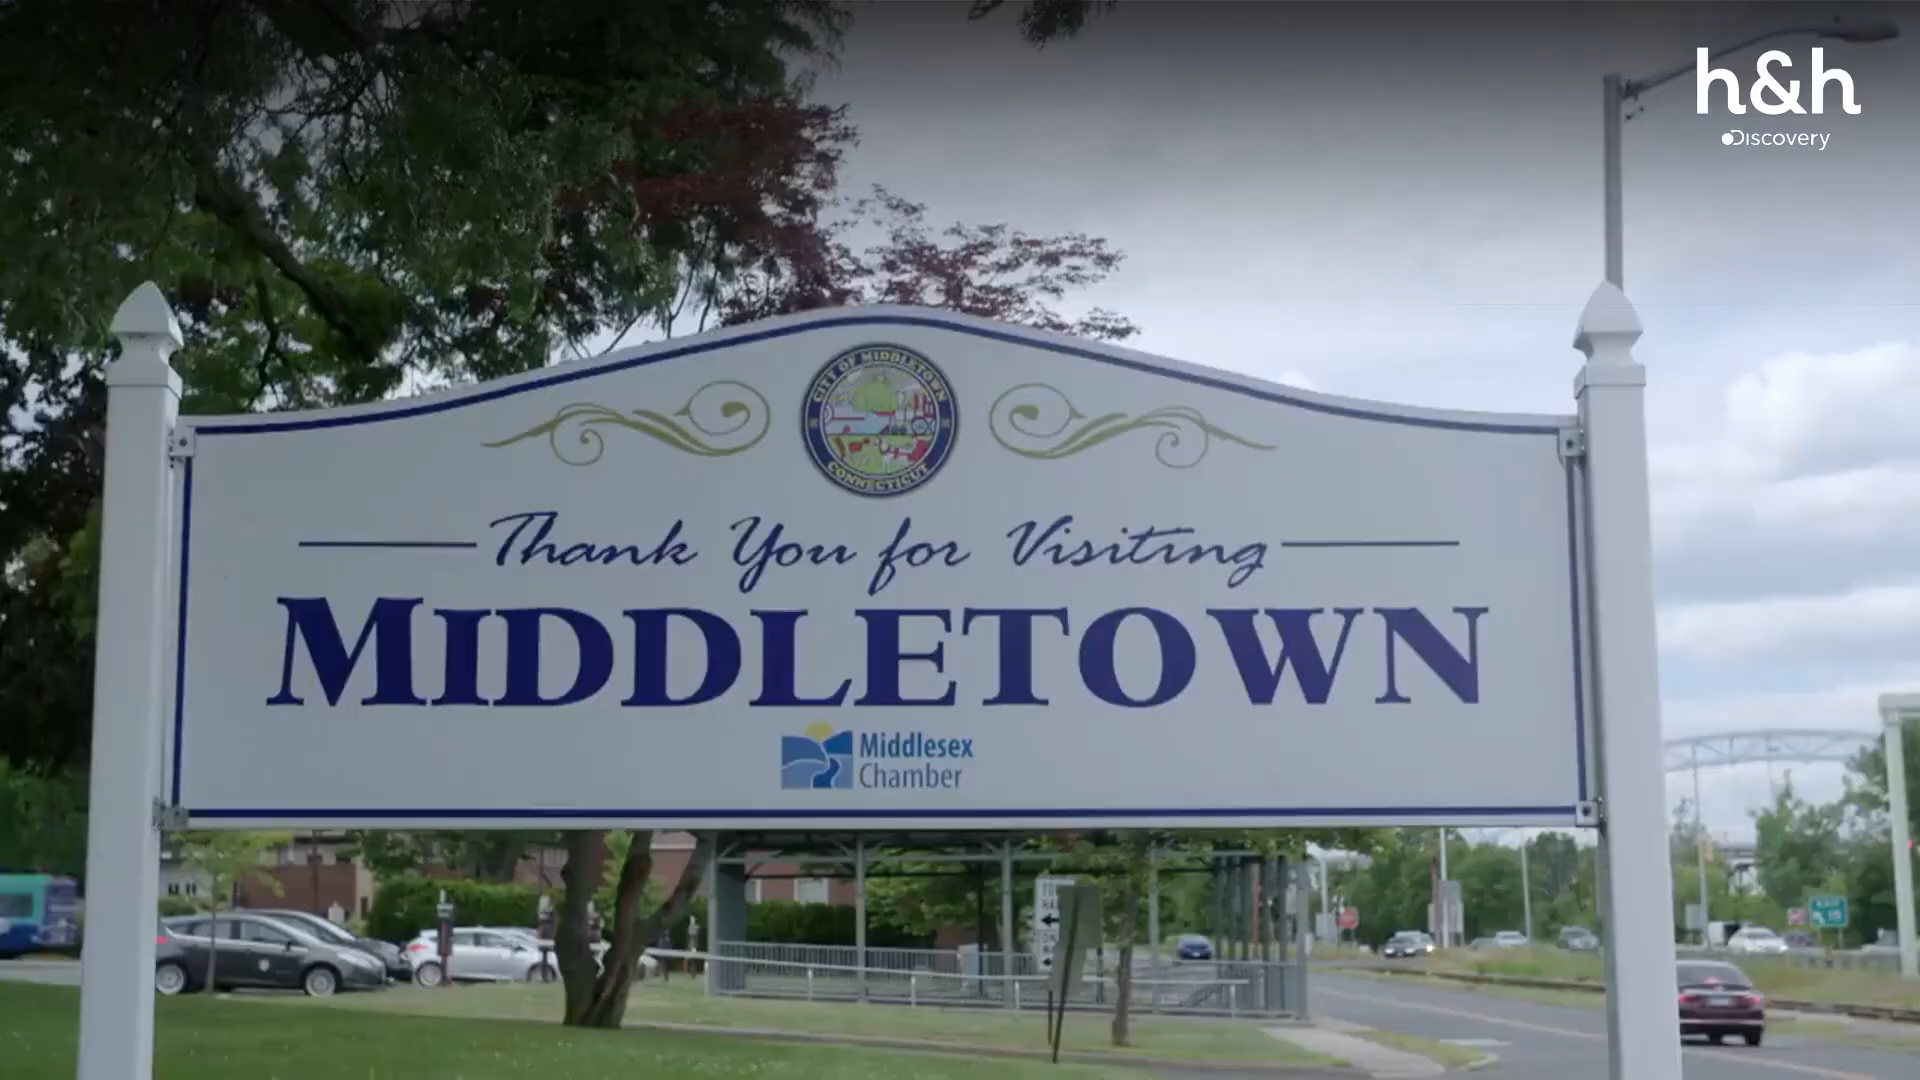 h&h
Discovery
CITY OF MIDDLETOWN
CONNECTICUT
Thank You for Visiting
MIDDLETOWN
Middlesex
Chamber